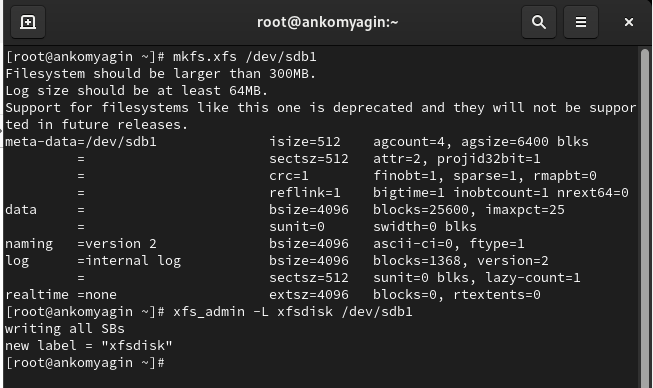 root@ankomyagin:~
[root@ankomyagin ~]# mkfs.xfs /dev/sdb1
Filesystem should be larger than 300MB.
Log size should be at least 64MB.
Support for filesystems like this one is deprecated and they will not be suppor
ted in future releases.
meta-data=/dev/sdb1              isize=512    agcount=4, agsize=6400 blks
         =                       sectsz=512   attr=2, projid32bit=1
         =                       crc=1        finobt=1, sparse=1, rmapbt=0
         =                       reflink=1    bigtime=1 inobtcount=1 nrext64=0
data     =                       bsize=4096   blocks=25600, imaxpct=25
         =                       sunit=0      swidth=0 blks
naming   =version 2              bsize=4096   ascii-ci=0, ftype=1
log      =internal log           bsize=4096   blocks=1368, version=2
         =                       sectsz=512   sunit=0 blks, lazy-count=1
realtime =none                   extsz=4096   blocks=0, rtextents=0
[root@ankomyagin ~]# xfs_admin -L xfsdisk /dev/sdb1
writing all SBs
new label = "xfsdisk"
[root@ankomyagin ~]#